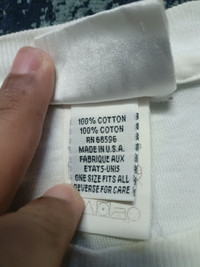 100% COTTON
100% COTON
RN 68596
MADE IN U.S.A.
FABRIQUE AUX
ETATS-UNIS
ONE SIZE FITS ALL
REVERSE FOR CARE